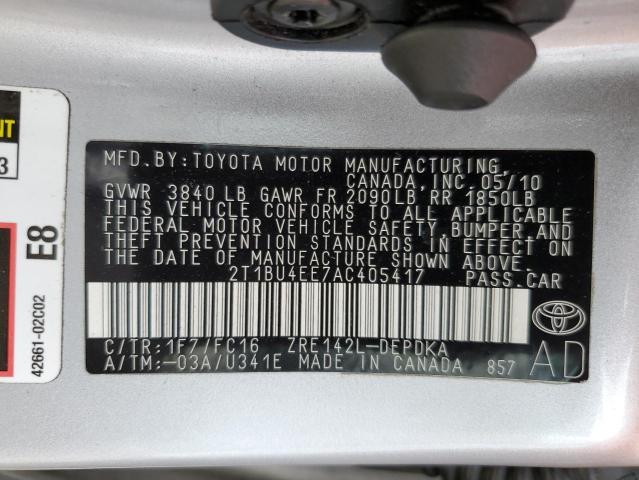 MFD.BY:TOYOTA MOTOR MANUFACTURING,
CANADA, INC.05/10
GVWR 3840 LB GAWR FR 2090LB RR 1850LB
THIS VEHICLE CONFORMS TO ALL APPLICABLE
FEDERAL MOTOR VEHICLE SAFETY, BUMPER, AND
THEFT PREVENTION STANDARDS IN EFFECT ON
THE DATE OF MANUFACTURE SHOWN ABOVE.
2T1BU4EE7AC405417 PASS.CAR
C/TR:1F7/FC16 ZRE142L-DEPDKA
A/TM:-03A/U341E MADE IN CANADA 857
AD
E8
42661-02C02
NT
3